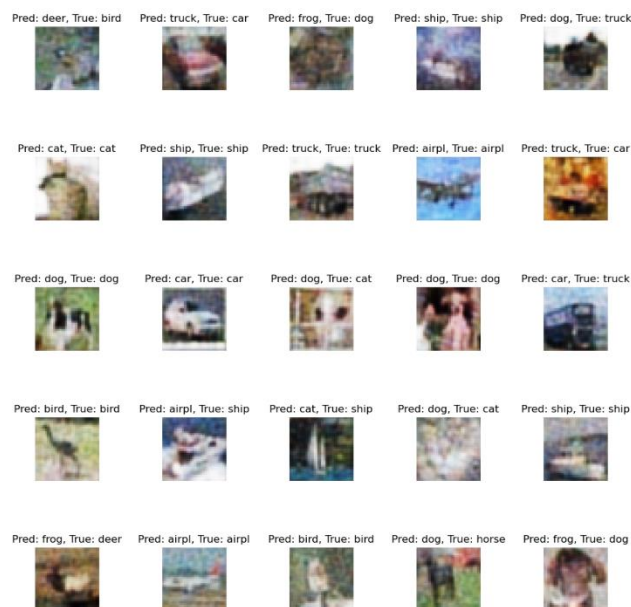 Pred: deer, True: bird Pred: truck, True: car Pred: frog, True: dog Pred: ship, True: ship Pred: dog, True: truck
Pred: cat, True: cat Pred: ship, True: ship Pred: truck, True: truck Pred: airpl, True: airpl Pred: truck, True: car
Pred: dog, True: dog Pred: car, True: car Pred: dog, True: cat Pred: dog, True: dog Pred: car, True: truck
Pred: bird, True: bird Pred: airpl, True: ship Pred: cat, True: ship Pred: dog, True: cat Pred: ship, True: ship
Pred: frog, True: deer Pred: airpl, True: airpl Pred: bird, True: bird Pred: dog, True: horse Pred: frog, True: dog